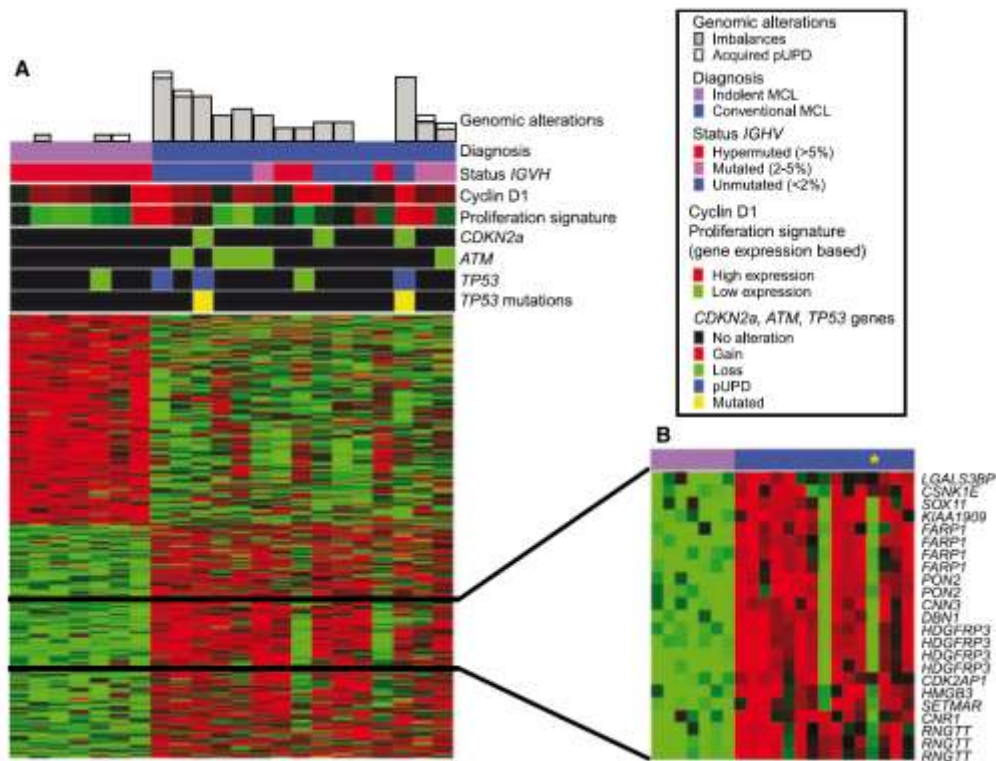 A
Genomic alterations
Diagnosis
Status IGVH
Cyclin D1
Proliferation signature
CDKN2a
ATM
TP53
TP53 mutations
Genomic alterations
Imbalances
Acquired pUPD
Diagnosis
Indolent MCL
Conventional MCL
Status IGHV
Hypermuted (>5%)
Mutated (2-5%)
Unmutated (<2%)
Cyclin D1
Proliferation signature
(gene expression based)
High expression
Low expression
CDKN2a, ATM, TP53 genes
No alteration
Gain
Loss
pUPD
Mutated
B
LGALS3BP
CSNK1E
SOX11
KIAA1909
FARP1
FARP1
FARP1
FARP1
PON2
PON2
CNN3
DBN1
HDGFRP3
HDGFRP3
HDGFRP3
HDGFRP3
CDK2AP1
HMGB3
SETMAR
CNR1
RNGTT
RNGTT
RNGTT